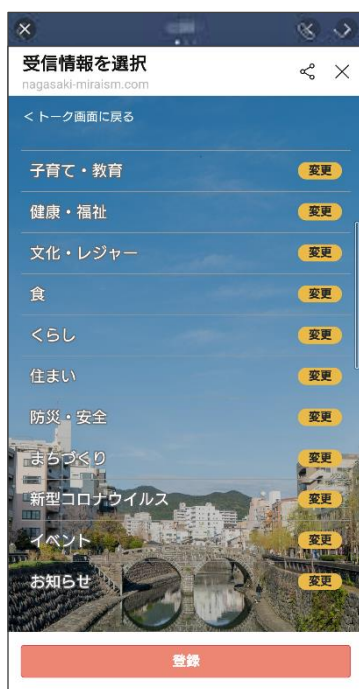 受信情報を選択
nagasaki-miraism.com
< トーク画面に戻る
子育て・教育 変更
健康・福祉 変更
文化・レジャー 変更
食 変更
くらし 変更
住まい 変更
防災・安全 変更
まちづくり 変更
新型コロナウイルス 変更
イベント 変更
お知らせ 変更
登録